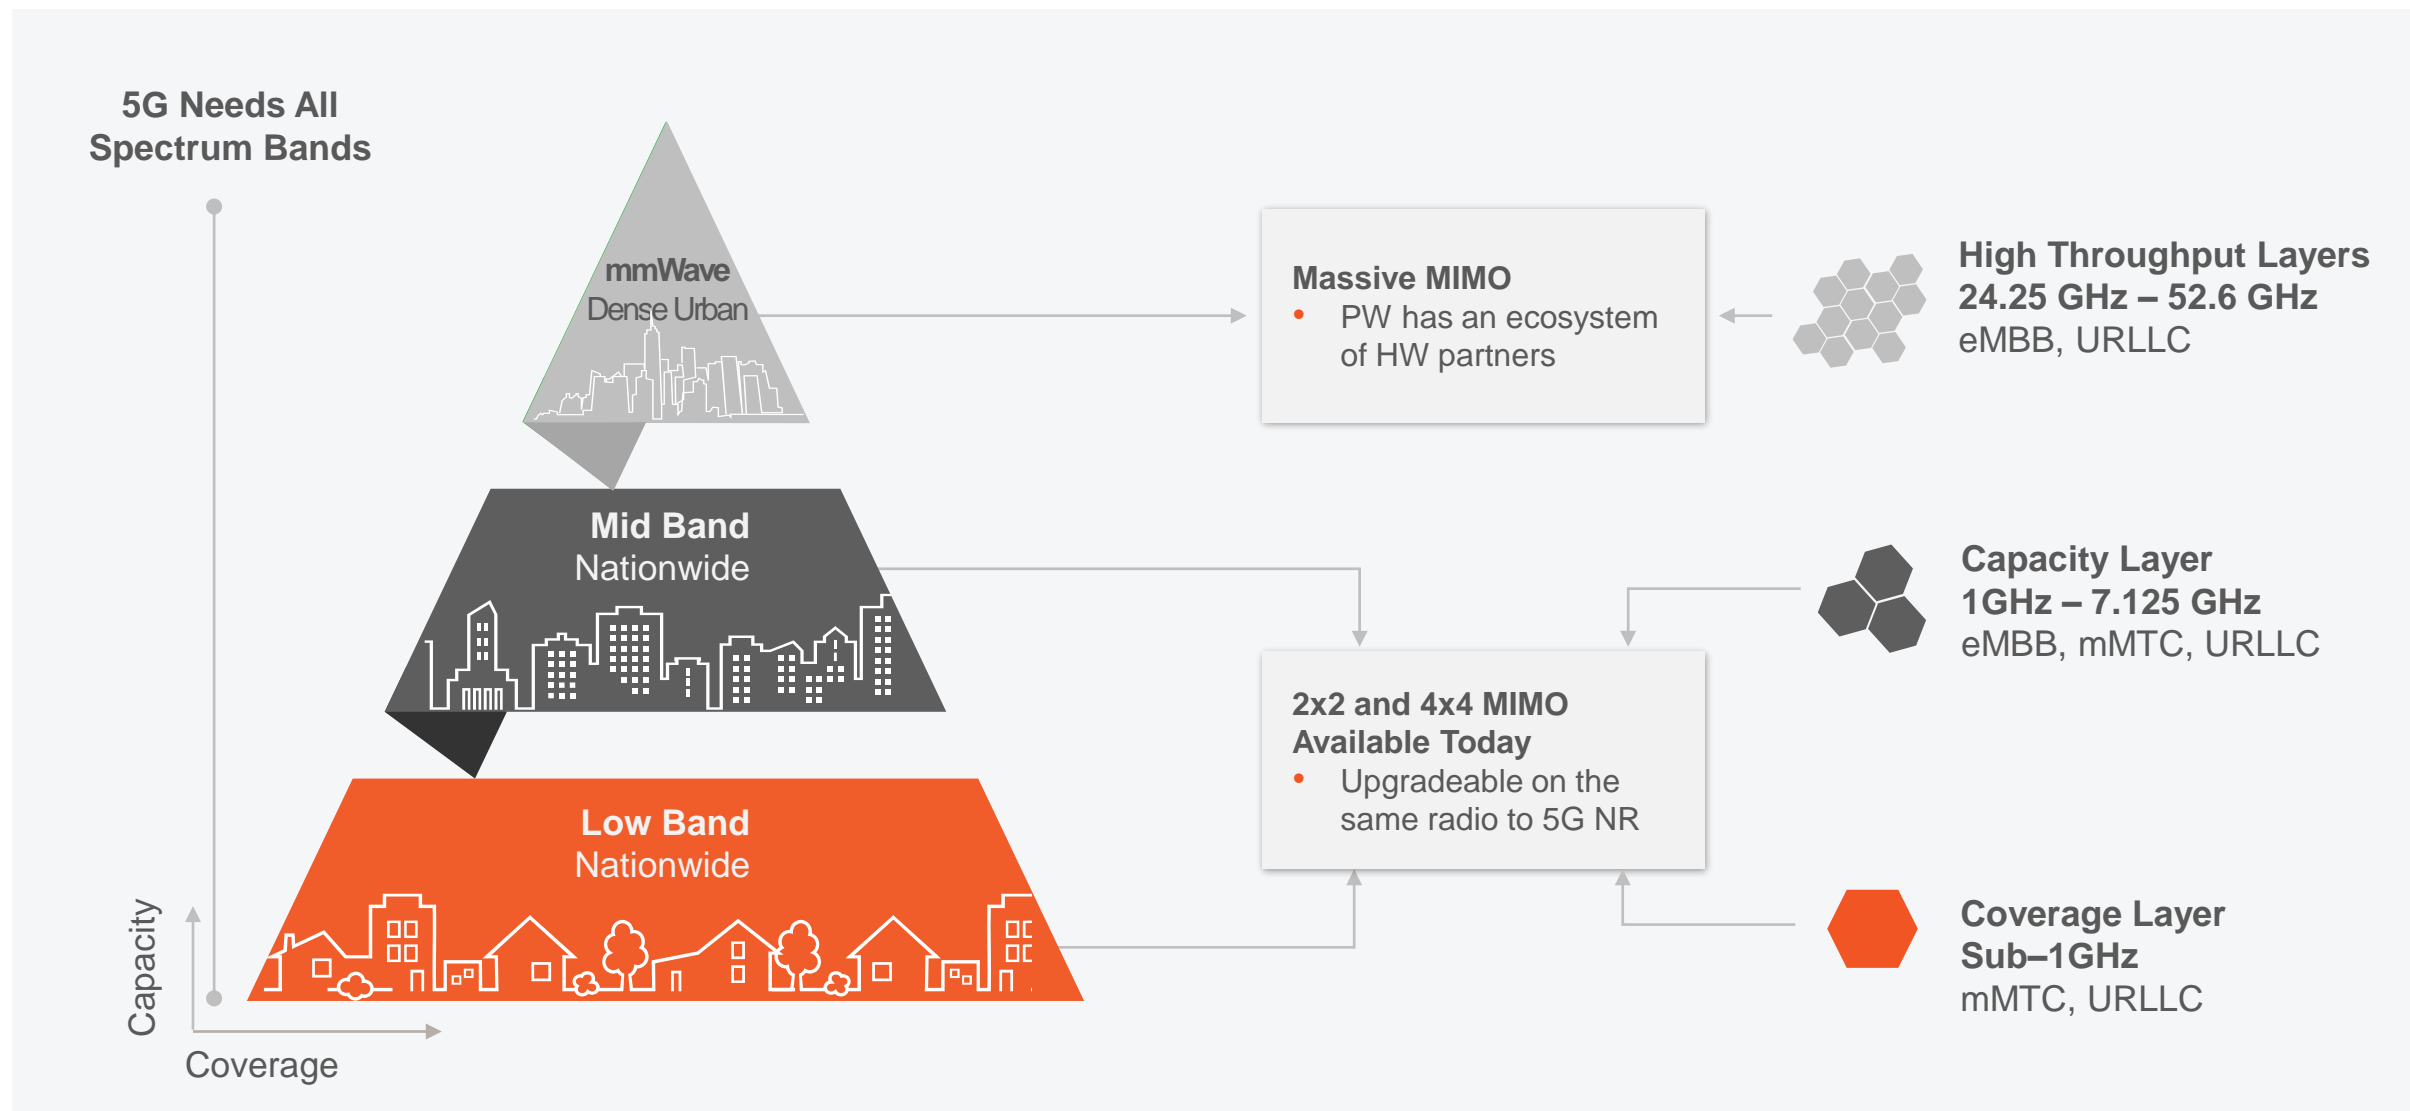 5G Needs All
Spectrum Bands
mmWave
Dense Urban
Mid Band
Nationwide
Low Band
Nationwide
Capacity
Coverage
Massive MIMO
• PW has an ecosystem
of HW partners
2x2 and 4x4 MIMO
Available Today
• Upgradeable on the
same radio to 5G NR
High Throughput Layers
24.25 GHz – 52.6 GHz
eMBB, URLLC
Capacity Layer
1GHz – 7.125 GHz
eMBB, mMTC, URLLC
Coverage Layer
Sub–1GHz
mMTC, URLLC